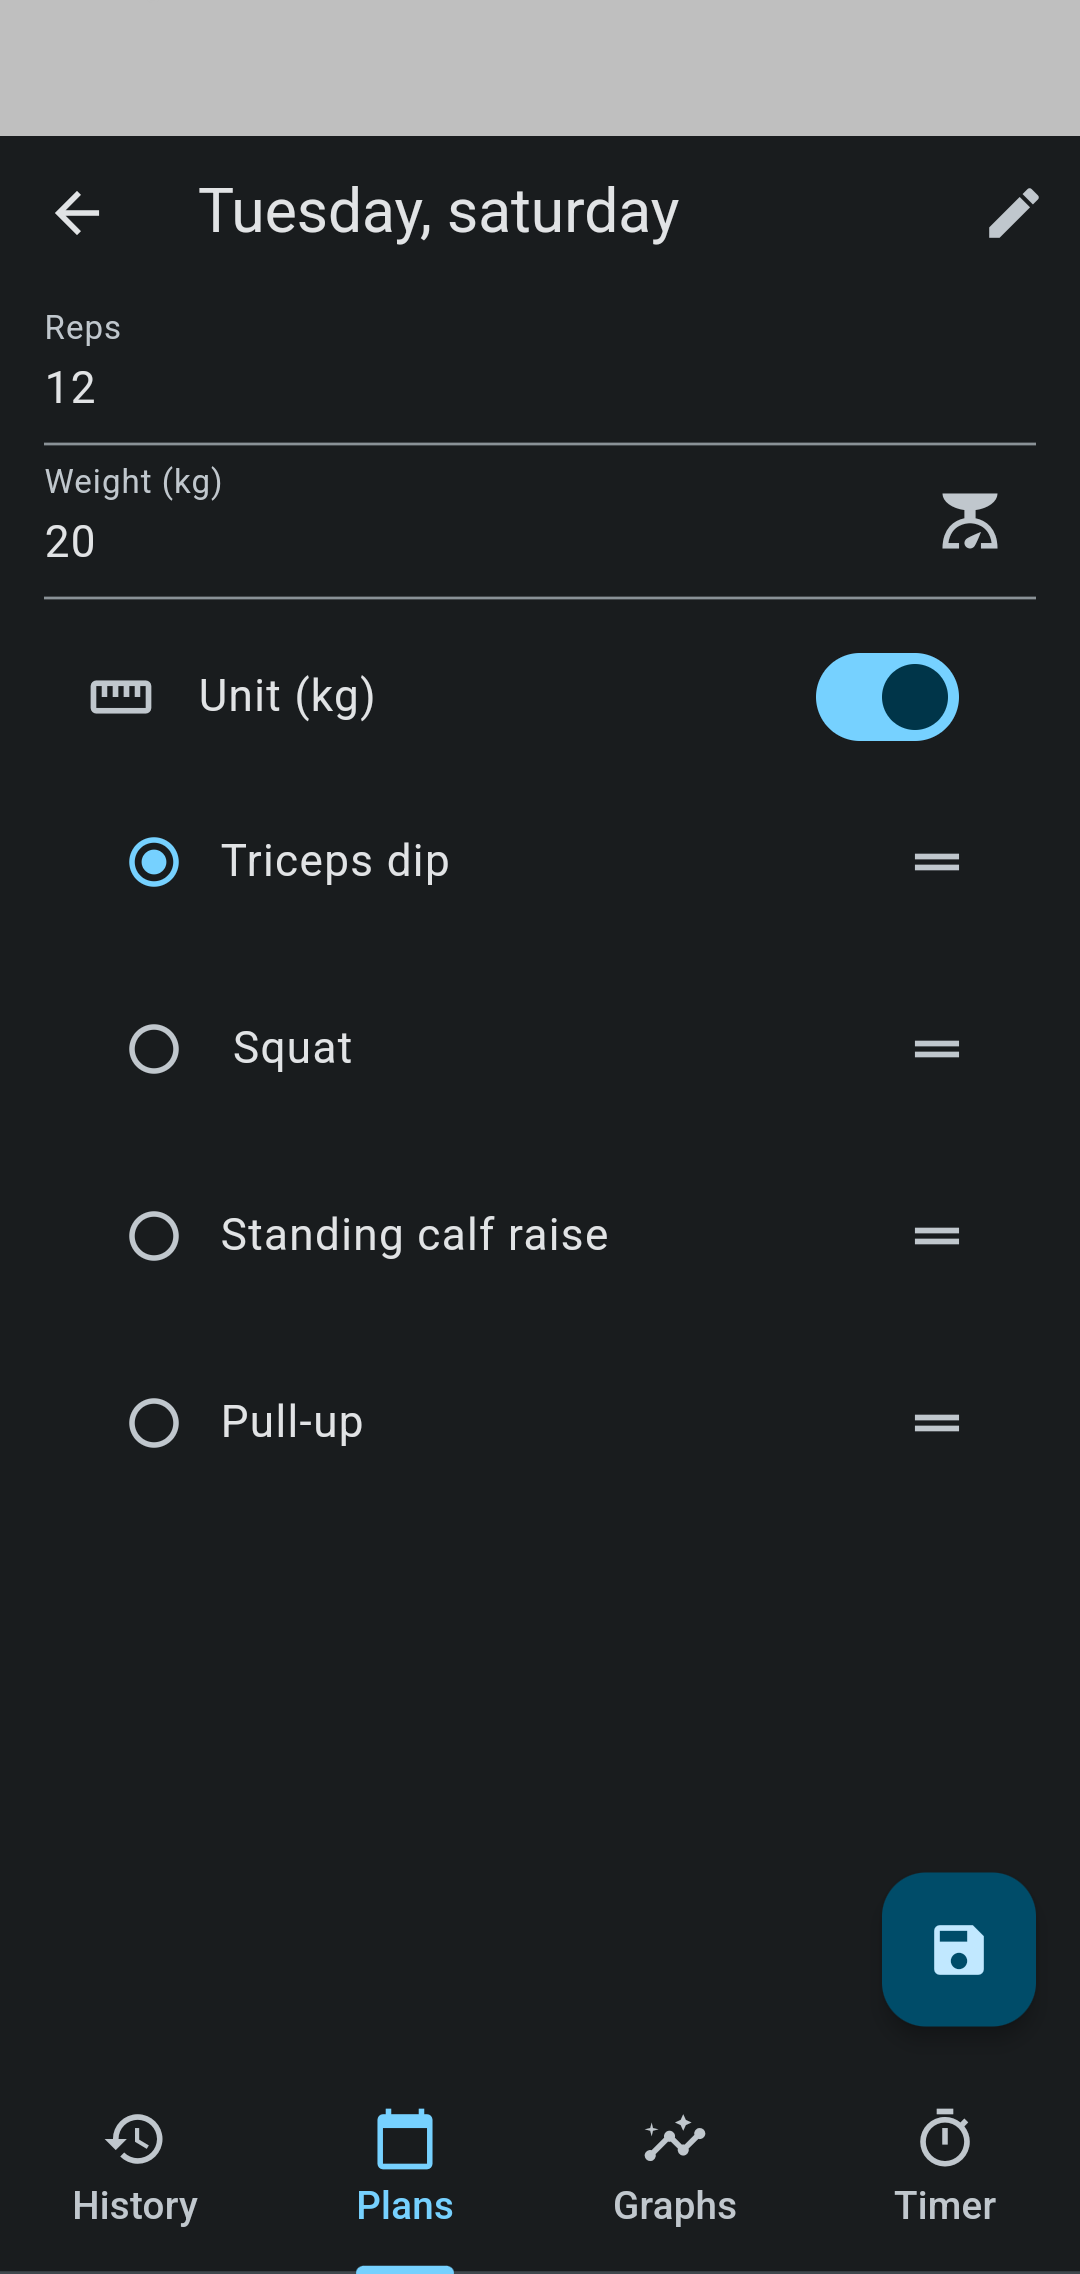 Tuesday, saturday
Reps
12
Weight (kg)
20
Unit (kg)
Triceps dip
Squat
Standing calf raise
Pull-up
History
Plans
Graphs
Timer